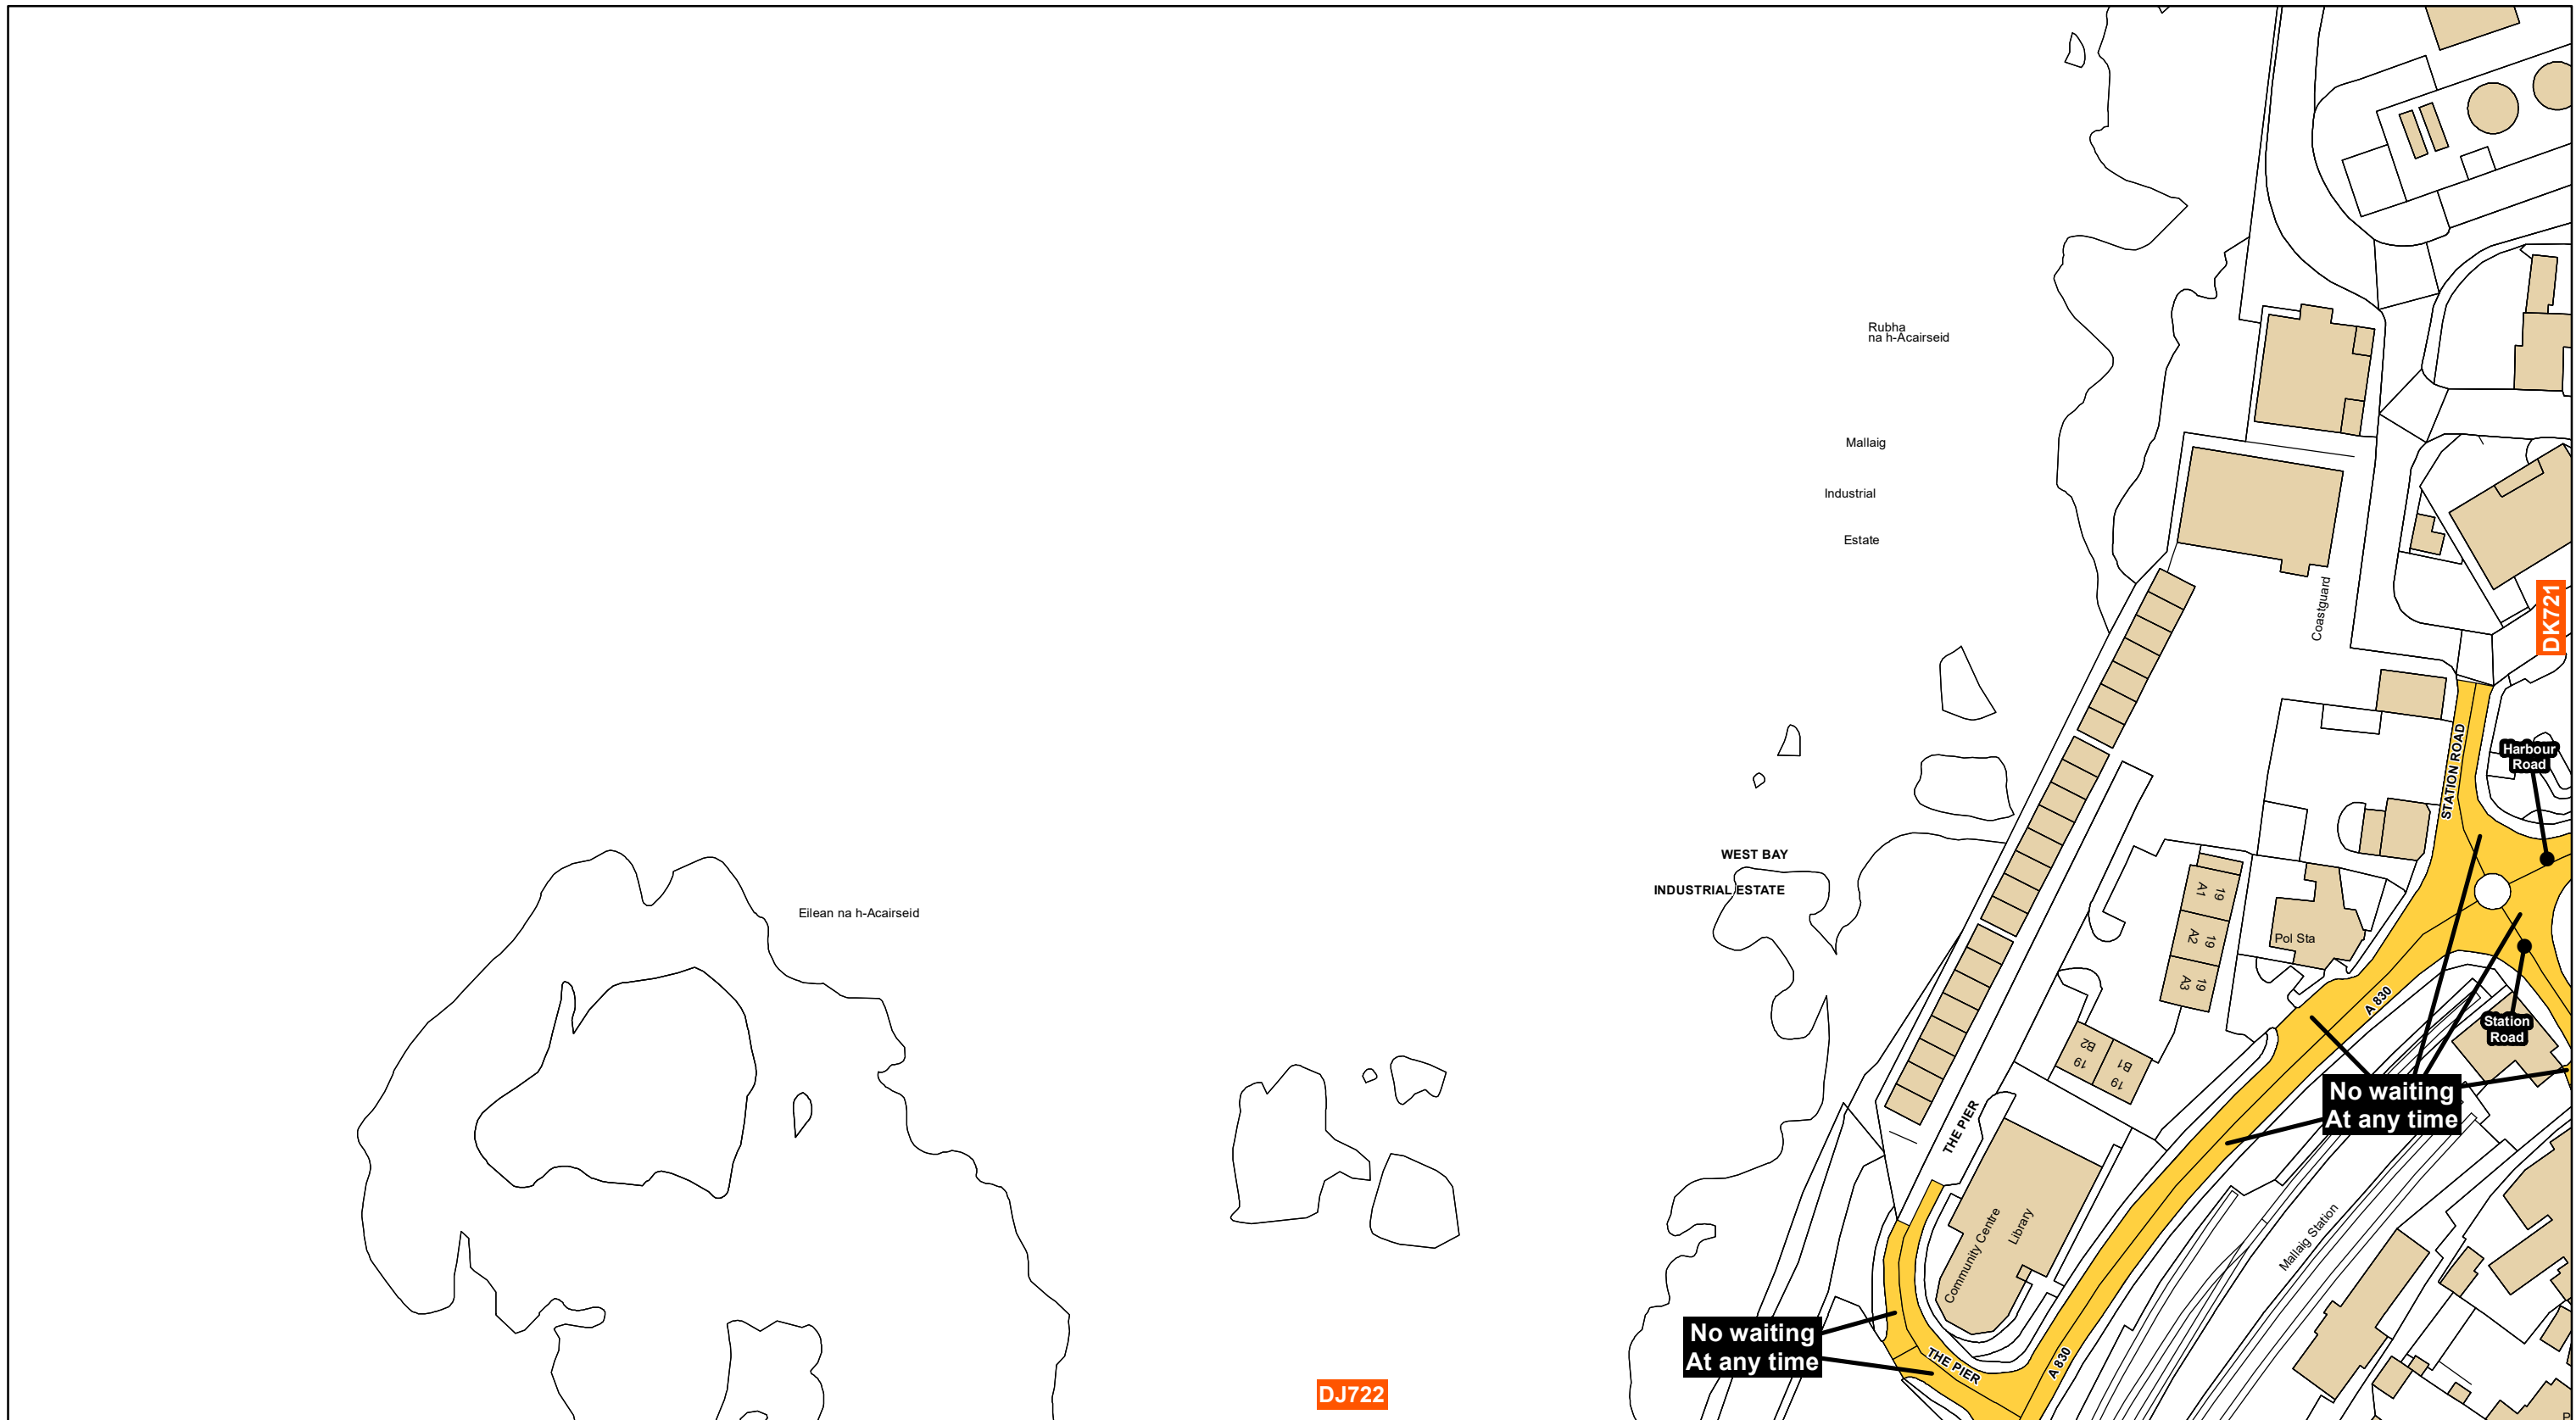 Rubha
na h-Acairseid
Mallaig
Industrial
Estate
Coastguard
DK721
STATION ROAD
Harbour
Road
WEST BAY
INDUSTRIAL ESTATE
Eilean na h-Acairseid
19
A1
19
A2
19
A3
Pol Sta
A 830
Station
Road
B2
19
B1
19
No waiting
At any time
THE PIER
Community Centre
Library
Mallaig Station
No waiting
At any time
THE PIER
A 830
DJ722